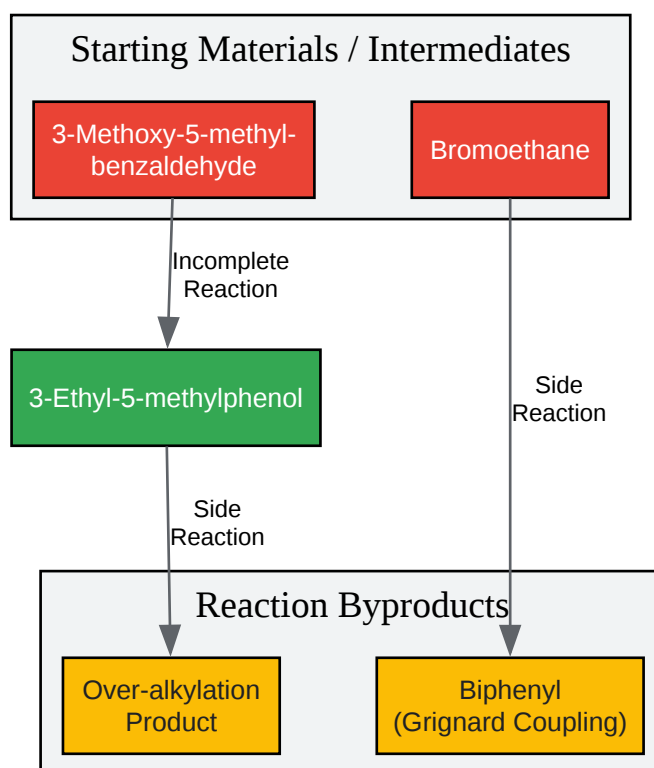 Starting Materials / Intermediates
3-Methoxy-5-methyl-
benzaldehyde
Bromoethane
Incomplete
Reaction
3-Ethyl-5-methylphenol
Side
Reaction
Side
Reaction
Reaction Byproducts
Over-alkylation
Product
Biphenyl
(Grignard Coupling)